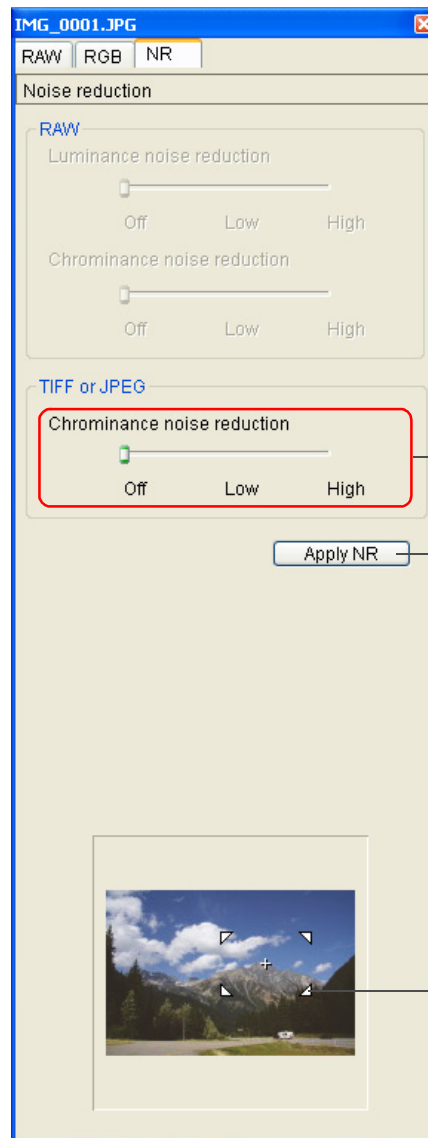 IMG_0001.JPG
RAW RGB NR
Noise reduction
RAW
Luminance noise reduction
Off Low High
Chrominance noise reduction
Off Low High
TIFF or JPEG
Chrominance noise reduction
Off Low High
Apply NR